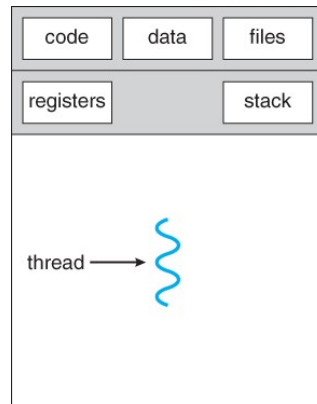 code data files
registers stack
thread